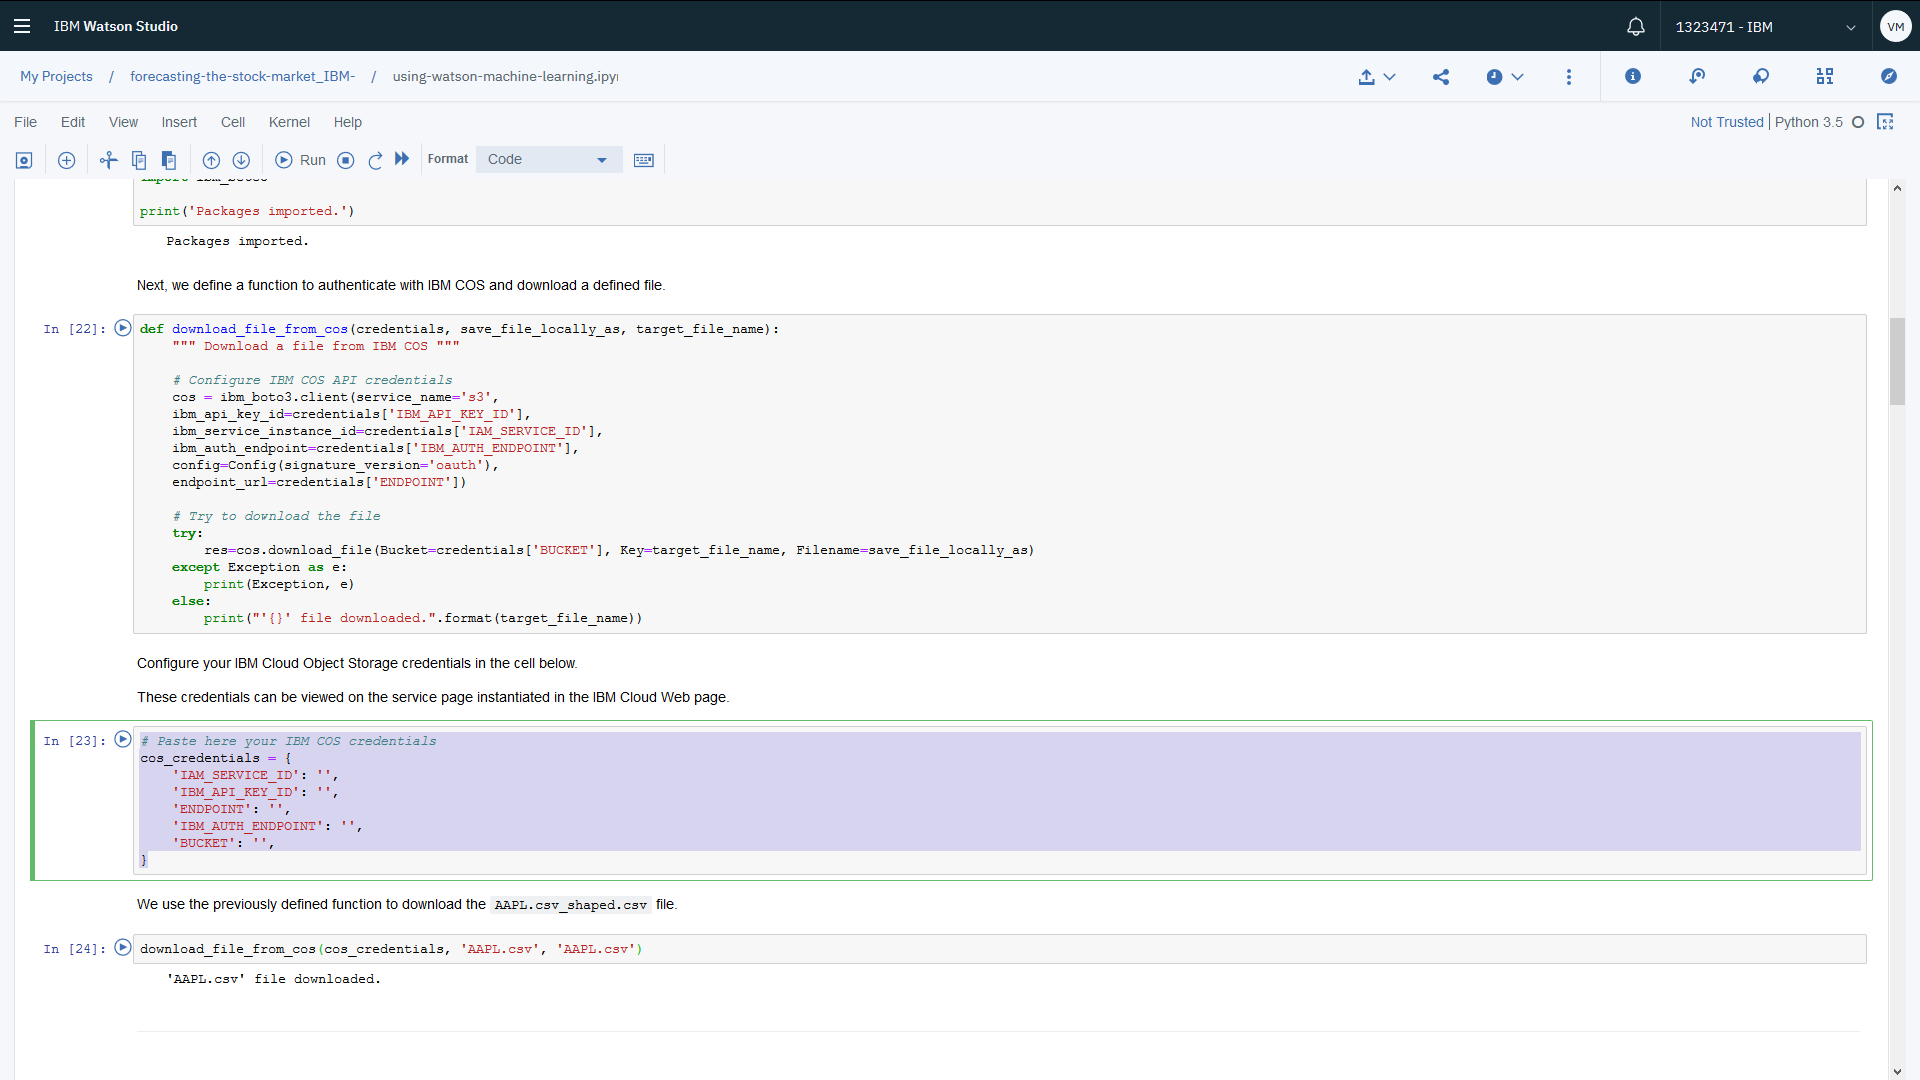 IBM Watson Studio
1323471 - IBM
VM
My Projects / forecasting-the-stock-market_IBM- / using-watson-machine-learning.ipyn
File Edit View Insert Cell Kernel Help
Not Trusted | Python 3.5
Run
Format
Code
import ibm_boto3
print('Packages imported.')
Packages imported.
Next, we define a function to authenticate with IBM COS and download a defined file.
In [22]:
def download_file_from_cos(credentials, save_file_locally_as, target_file_name):
""" Download a file from IBM COS """
# Configure IBM COS API credentials
cos = ibm_boto3.client(service_name='s3',
ibm_api_key_id=credentials['IBM_API_KEY_ID'],
ibm_service_instance_id=credentials['IAM_SERVICE_ID'],
ibm_auth_endpoint=credentials['IBM_AUTH_ENDPOINT'],
config=Config(signature_version='oauth'),
endpoint_url=credentials['ENDPOINT'])
# Try to download the file
try:
res=cos.download_file(Bucket=credentials['BUCKET'], Key=target_file_name, Filename=save_file_locally_as)
except Exception as e:
print(Exception, e)
else:
print("'{}' file downloaded.".format(target_file_name))
Configure your IBM Cloud Object Storage credentials in the cell below.
These credentials can be viewed on the service page instantiated in the IBM Cloud Web page.
In [23]:
# Paste here your IBM COS credentials
cos_credentials = {
'IAM_SERVICE_ID': '',
'IBM_API_KEY_ID': '',
'ENDPOINT': '',
'IBM_AUTH_ENDPOINT': '',
'BUCKET': '',
}
We use the previously defined function to download the AAPL.csv_shaped.csv file.
In [24]:
download_file_from_cos(cos_credentials, 'AAPL.csv', 'AAPL.csv')
'AAPL.csv' file downloaded.